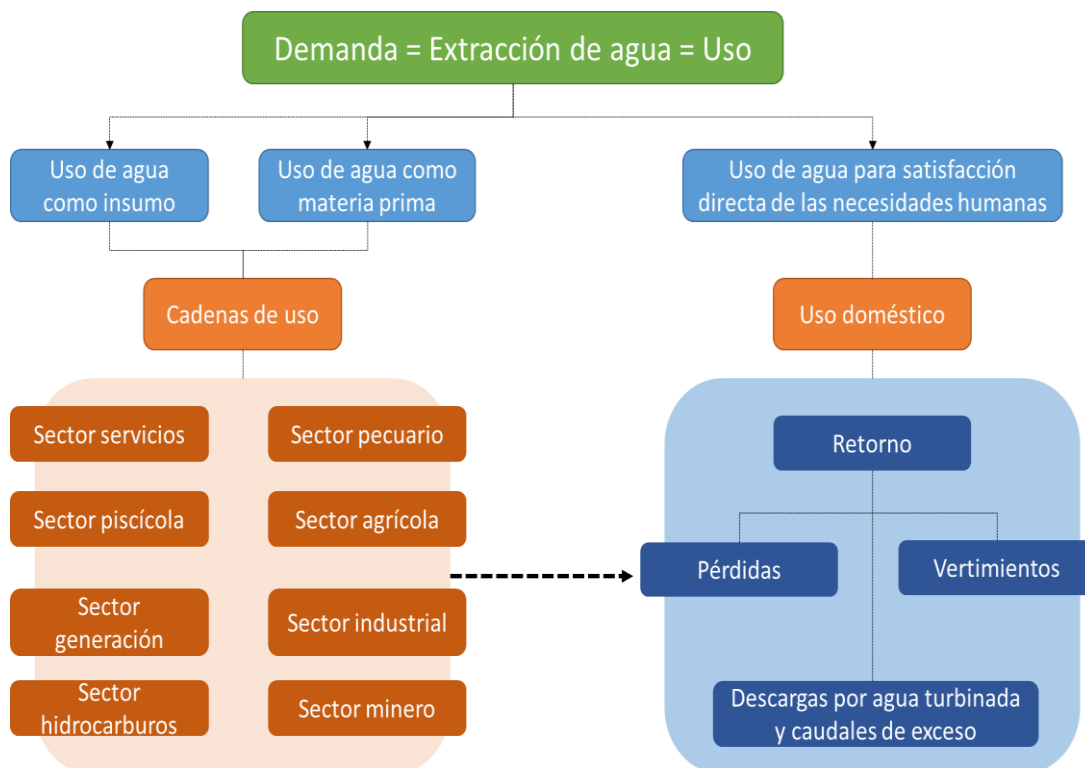 Demanda = Extracción de agua = Uso
Uso de agua
como insumo
Uso de agua como
materia prima
Uso de agua para satisfacción
directa de las necesidades humanas
Cadenas de uso
Uso doméstico
Sector servicios
Sector pecuario
Sector piscícola
Sector agrícola
Sector
generación
Sector industrial
Sector
hidrocarburos
Sector minero
Retorno
Pérdidas
Vertimientos
Descargas por agua turbinada
y caudales de exceso